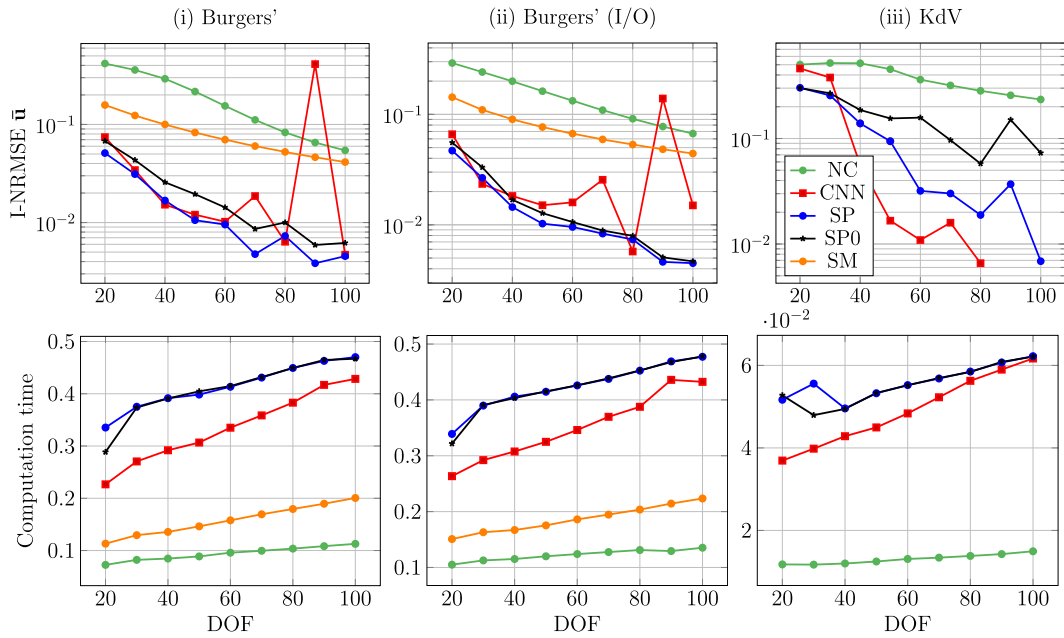 (i) Burgers’
(ii) Burgers’ (I/O)
(iii) KdV
I-NRMSE ū
10⁻¹
10⁻²
20 40 60 80 100
10⁻¹
10⁻²
20 40 60 80 100
10⁻¹
10⁻²
20 40 60 80 100
NC
CNN
SP
SP0
SM
Computation time
0.5
0.4
0.3
0.2
0.1
20 40 60 80 100
DOF
0.5
0.4
0.3
0.2
0.1
20 40 60 80 100
DOF
·10⁻²
6
4
2
20 40 60 80 100
DOF